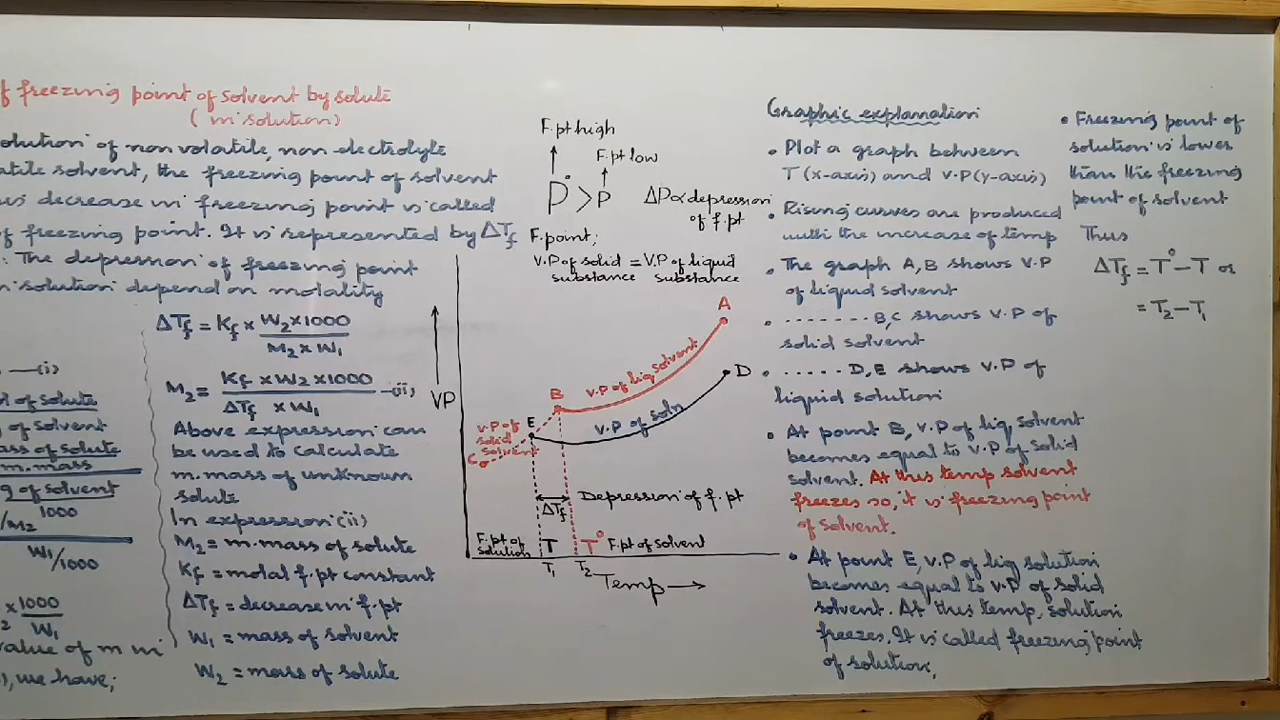 f freezing point of solvent by solute
(in solution)
olution of non volatile, non electrolyte
atile solvent, the freezing point of solvent
is decrease in freezing point is called
of freezing point. It is represented by ΔTf
: The depression of freezing point
n solution depend on molality
ΔTf = Kf × W2 × 1000 / M2 × W1
M2 = Kf × W2 × 1000 / ΔTf × W1 —(ii)
Above expression can
be used to calculate
m.mass of unknown
solute
In expression (ii)
M2 = m.mass of solute
Kf = molal f.pt constant
ΔTf = decrease in f.pt
W1 = mass of solvent
W2 = mass of solute
—(i)
of solute
g of solvent
ass of solute
m.mass
g of solvent
1000
/M2
W1/1000
× 1000
2 W1
value of m in
), we have;
F.pt high
F.pt low
P° > P
ΔP ∝ depression
of f.pt
F.point;
V.P of solid = V.P of liquid
substance substance
VP
A
B
C
D
E
V.P of liq solvent
V.P of soln
V.P of
solid
solvent
Depression of f.pt
ΔTf
F.pt of
solution
T
T° F.pt of solvent
T1 T2
Temp →
Graphic explanation
• Plot a graph between
T (x-axis) and V.P (y-axis)
• Rising curves are produced
with the increase of temp
• The graph A, B shows V.P
of liquid solvent
• ........ B,C shows V.P of
solid solvent
• ..... D, E shows V.P of
liquid solution
• At point B, V.P of liq solvent
becomes equal to V.P of solid
solvent. At this temp solvent
freezes so, it is freezing point
of solvent.
• At point E, V.P of liq solution
becomes equal to V.P of solid
solvent. At this temp, solution
freezes. It is called freezing point
of solution,
• Freezing point of
solution is lower
than the freezing
point of solvent
Thus
ΔTf = T° - T or
= T2 - T1